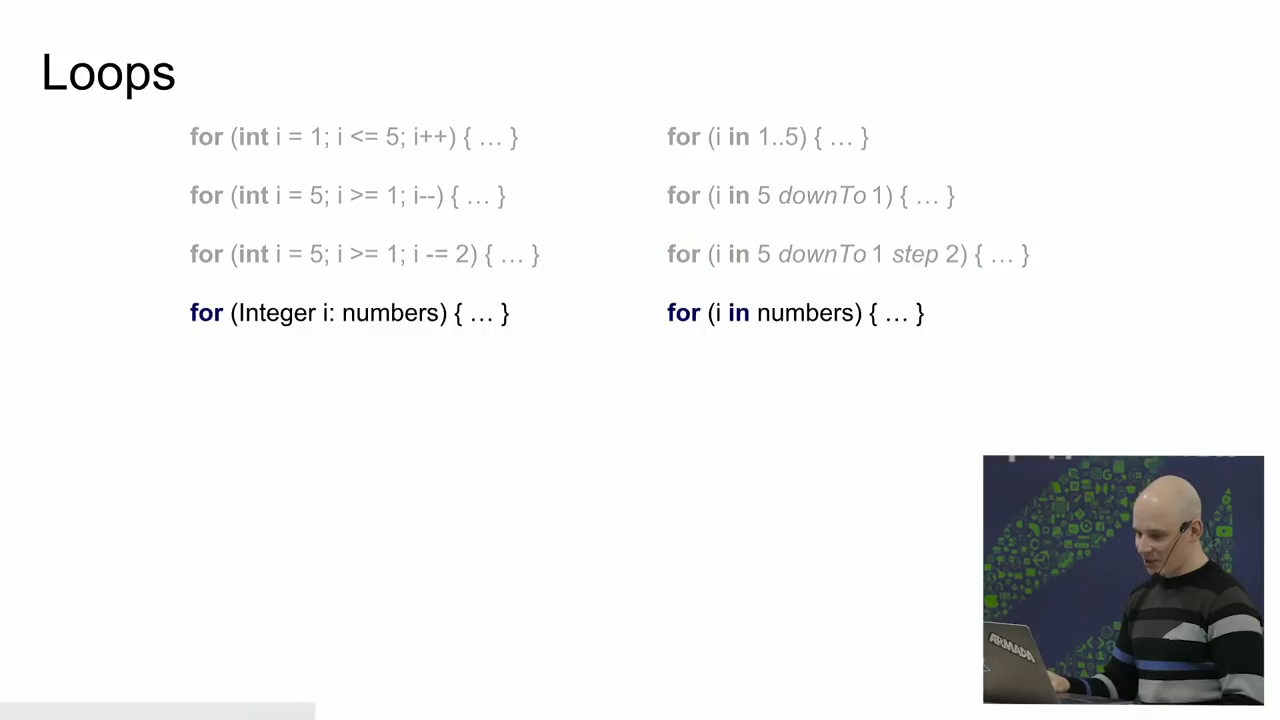 Loops
for (int i = 1; i <= 5; i++) { … }
for (i in 1..5) { … }
for (int i = 5; i >= 1; i--) { … }
for (i in 5 downTo 1) { … }
for (int i = 5; i >= 1; i -= 2) { … }
for (i in 5 downTo 1 step 2) { … }
for (Integer i: numbers) { … }
for (i in numbers) { … }
ARMADA